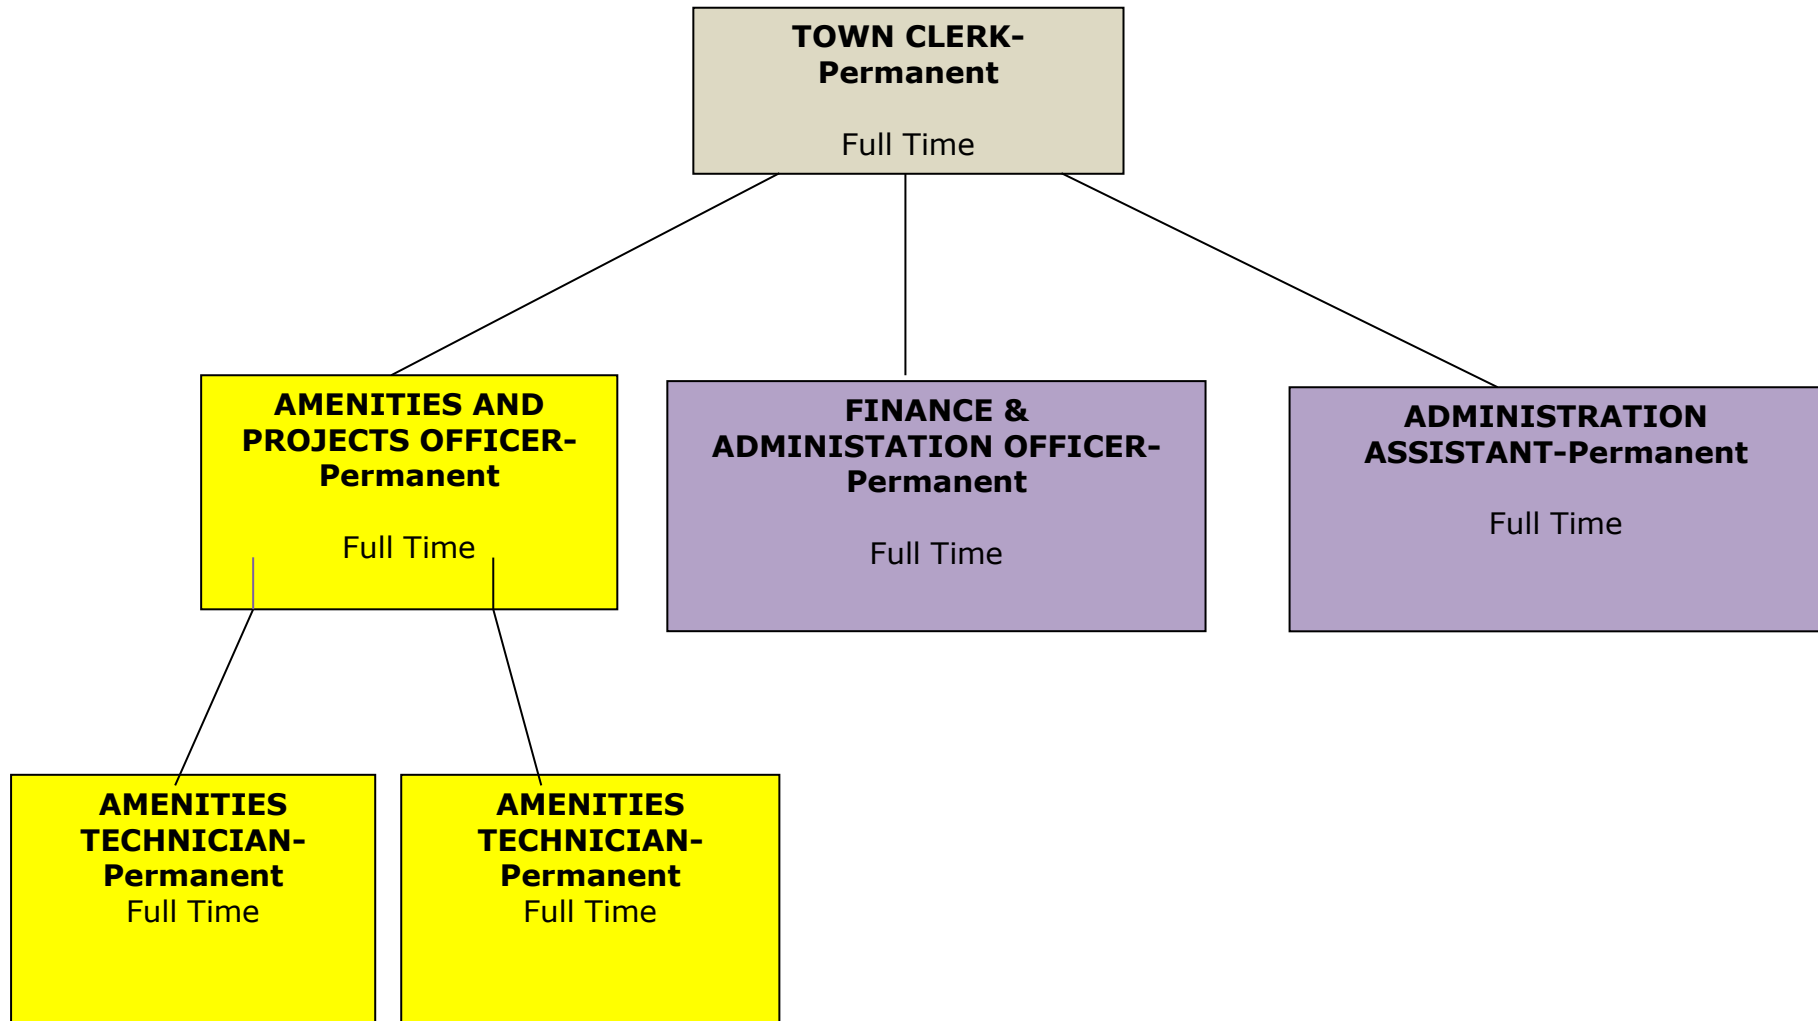 TOWN CLERK-
Permanent
Full Time
AMENITIES AND
PROJECTS OFFICER-
Permanent
Full Time
FINANCE &
ADMINISTATION OFFICER-
Permanent
Full Time
ADMINISTRATION
ASSISTANT-Permanent
Full Time
AMENITIES
TECHNICIAN-
Permanent
Full Time
AMENITIES
TECHNICIAN-
Permanent
Full Time